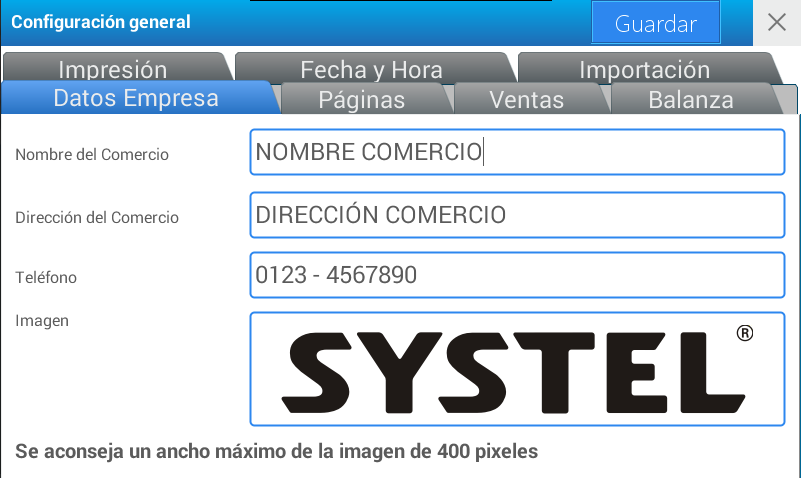 Configuración general
Guardar
Impresión Fecha y Hora Importación
Datos Empresa Páginas Ventas Balanza
Nombre del Comercio NOMBRE COMERCIO
Dirección del Comercio DIRECCIÓN COMERCIO
Teléfono 0123 - 4567890
Imagen
SYSTEL®
Se aconseja un ancho máximo de la imagen de 400 pixeles